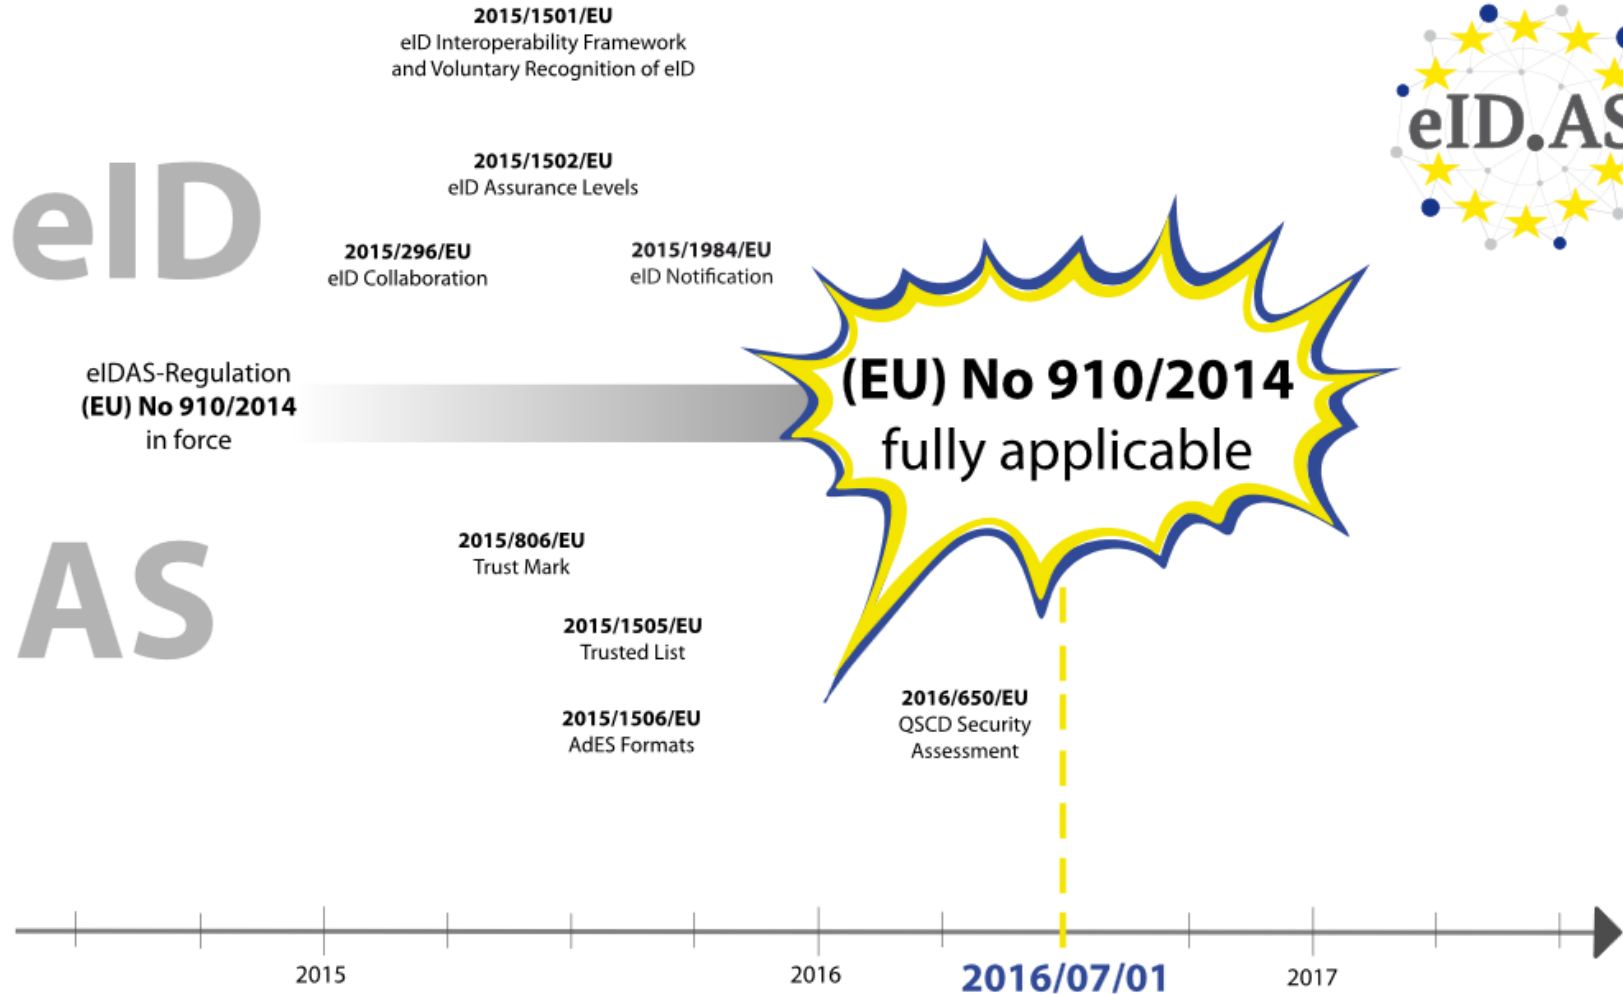 2015/1501/EU
eID Interoperability Framework
and Voluntary Recognition of eID
eID.AS
eID
2015/1502/EU
eID Assurance Levels
2015/296/EU
eID Collaboration
2015/1984/EU
eID Notification
eIDAS-Regulation
(EU) No 910/2014
in force
(EU) No 910/2014
fully applicable
AS
2015/806/EU
Trust Mark
2015/1505/EU
Trusted List
2015/1506/EU
AdES Formats
2016/650/EU
QSCD Security
Assessment
2015
2016
2016/07/01
2017